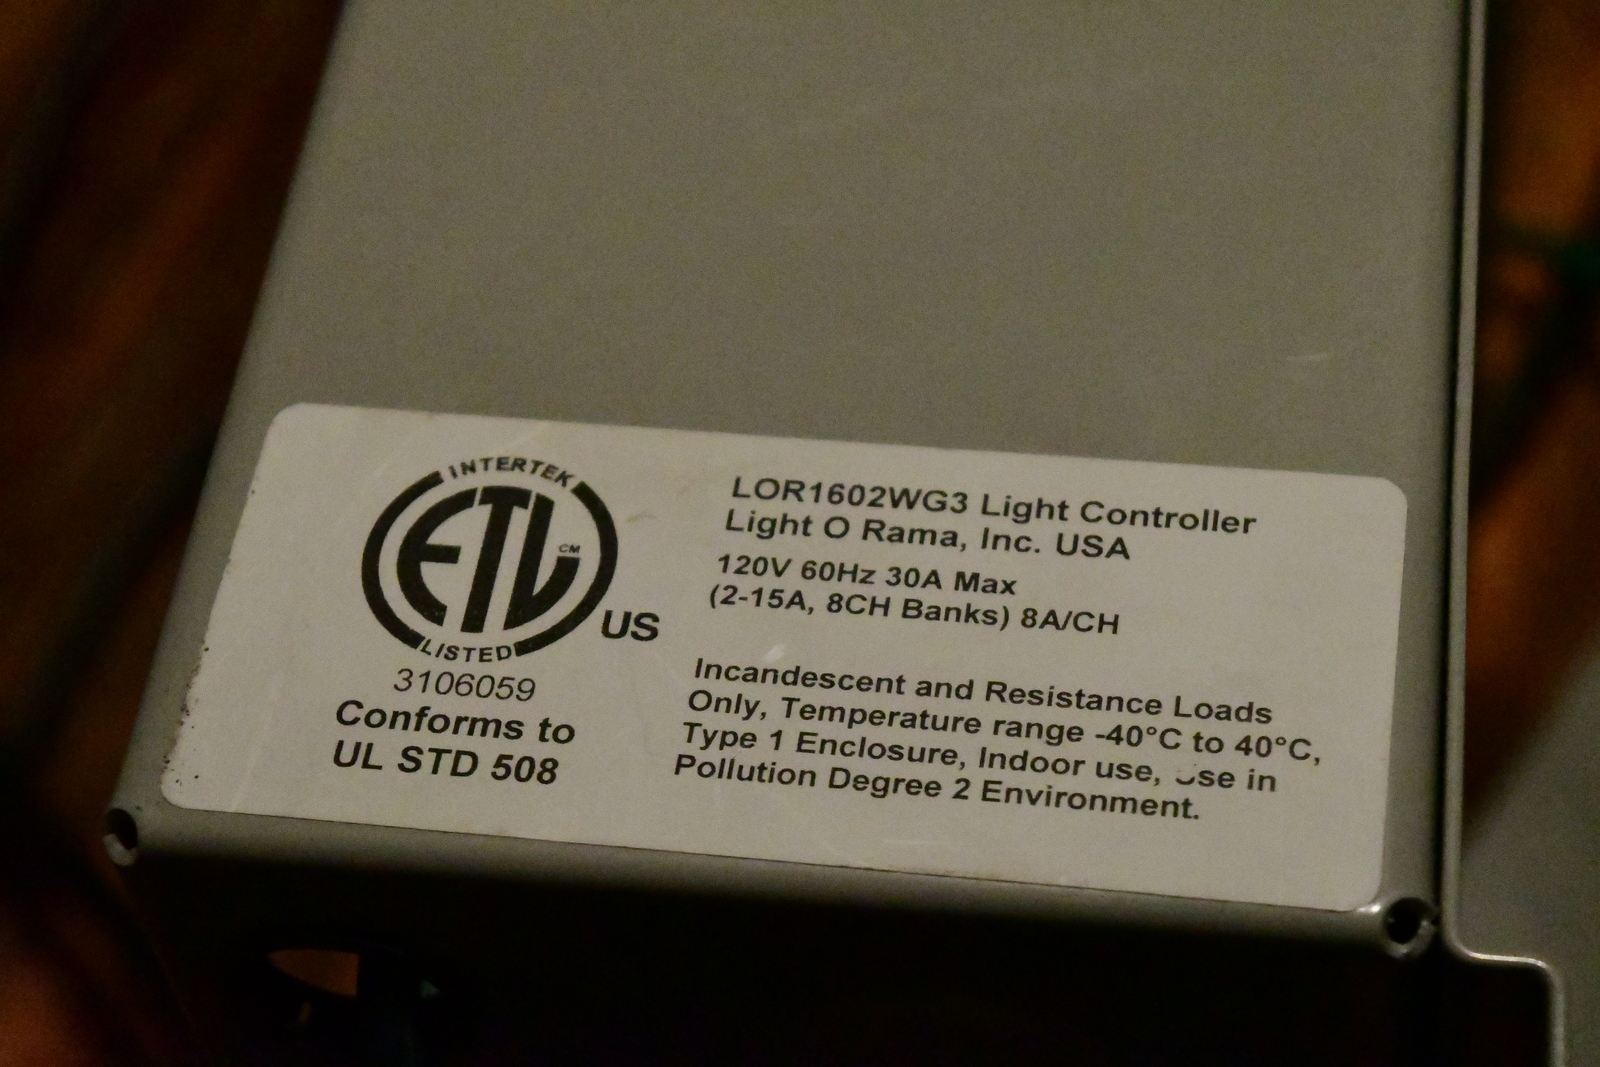 INTERTEK
ETL CM
LISTED
US
3106059
Conforms to
UL STD 508
LOR1602WG3 Light Controller
Light O Rama, Inc. USA
120V 60Hz 30A Max
(2-15A, 8CH Banks) 8A/CH
Incandescent and Resistance Loads
Only, Temperature range -40°C to 40°C,
Type 1 Enclosure, Indoor use, Use in
Pollution Degree 2 Environment.